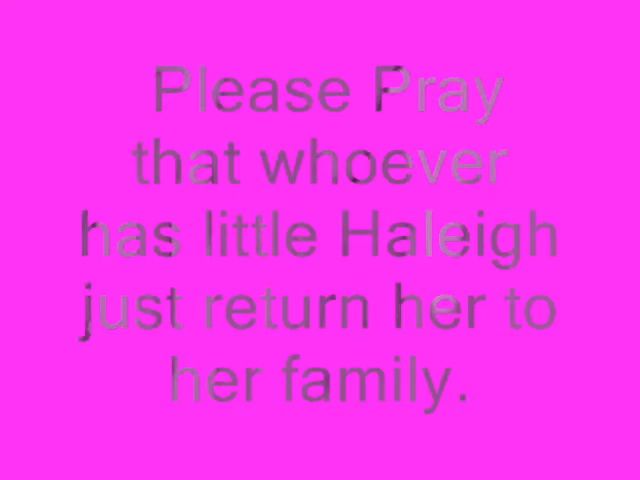 Please Pray
that whoever
has little Haleigh
just return her to
her family.